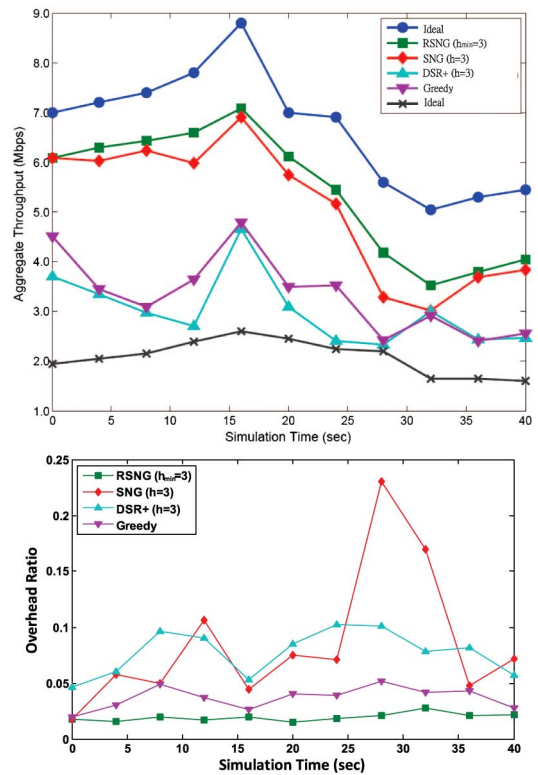 9.0
8.0
7.0
6.0
5.0
4.0
3.0
2.0
1.0
Aggregate Throughput (Mbps)
Ideal
RSNG (hmin=3)
SNG (h=3)
DSR+ (h=3)
Greedy
Ideal
0 5 10 15 20 25 30 35 40
Simulation Time (sec)
0.25
0.2
0.15
0.1
0.05
0
Overhead Ratio
RSNG (hmin=3)
SNG (h=3)
DSR+ (h=3)
Greedy
0 5 10 15 20 25 30 35 40
Simulation Time (sec)